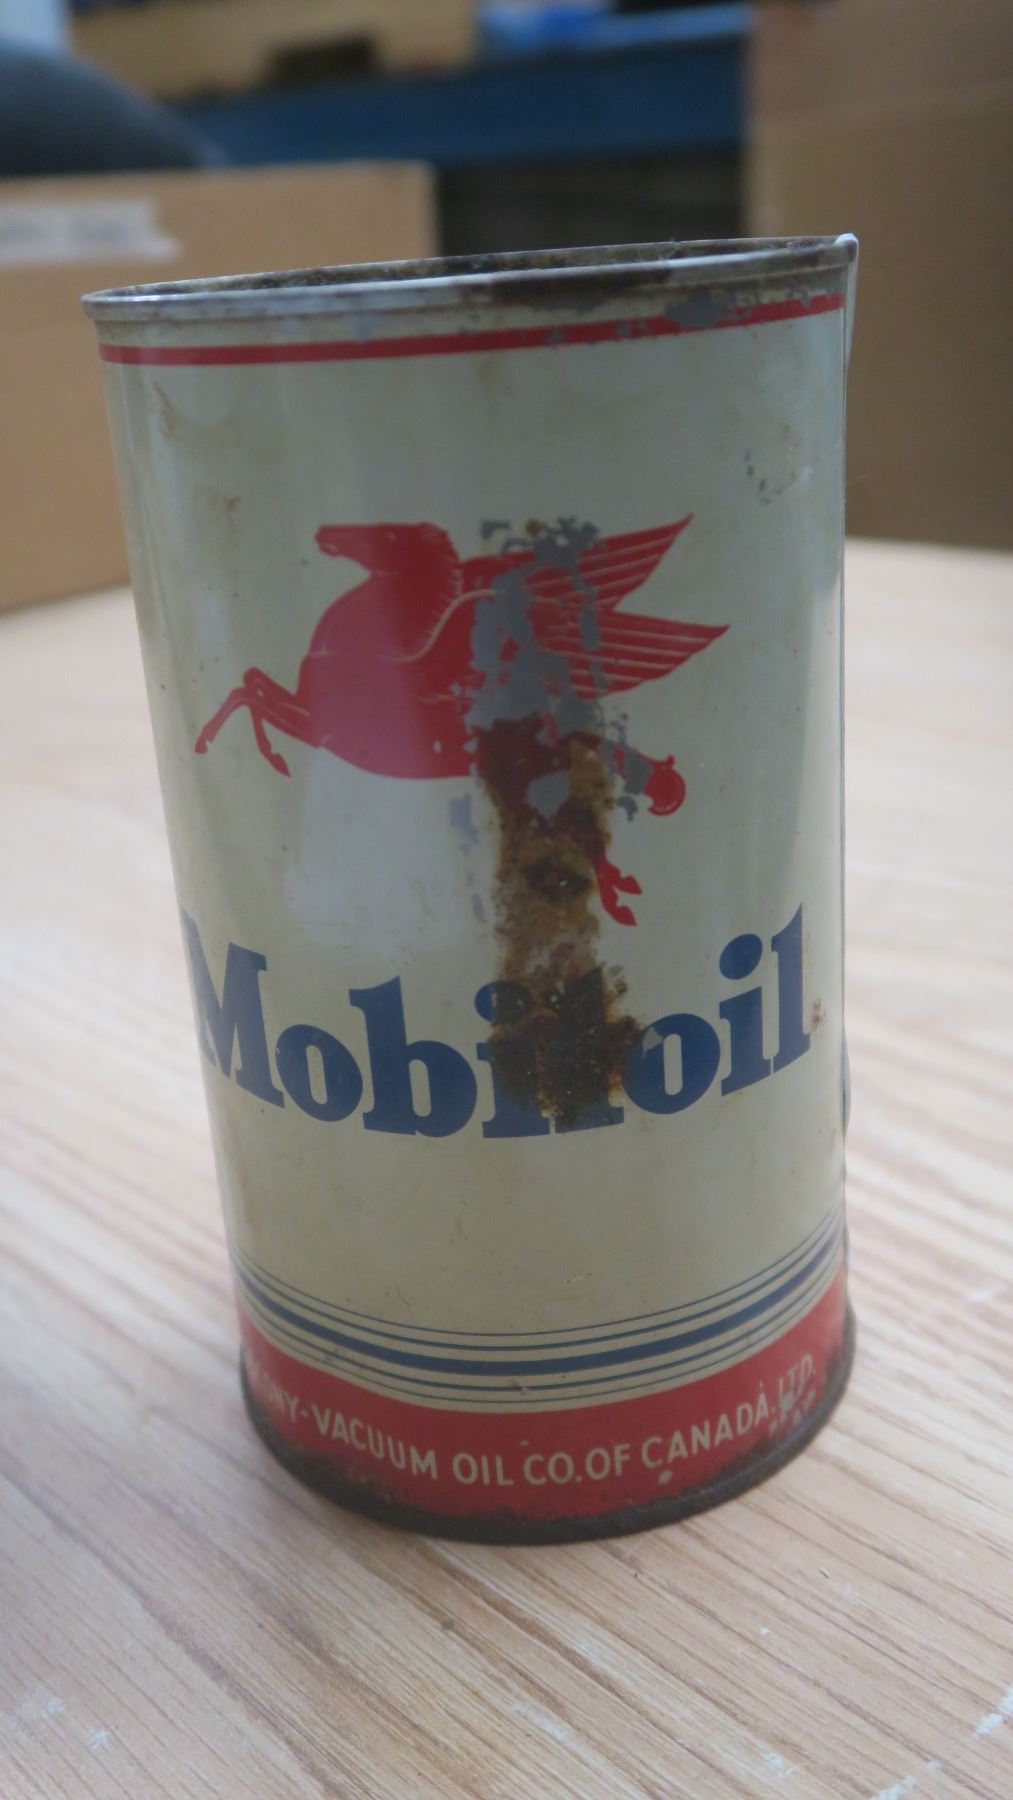 Mobiloil
-VACUUM OIL CO. OF CANADA, LTD.